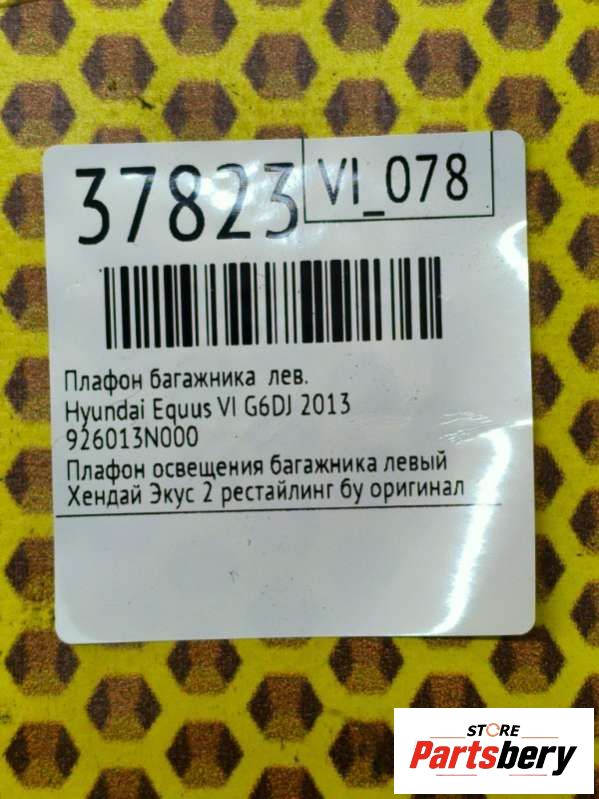 37823 VI_078
Плафон багажника лев.
Hyundai Equus VI G6DJ 2013
926013N000
Плафон освещения багажника левый
Хендай Экус 2 рестайлинг бу оригинал
STORE
Partsbery